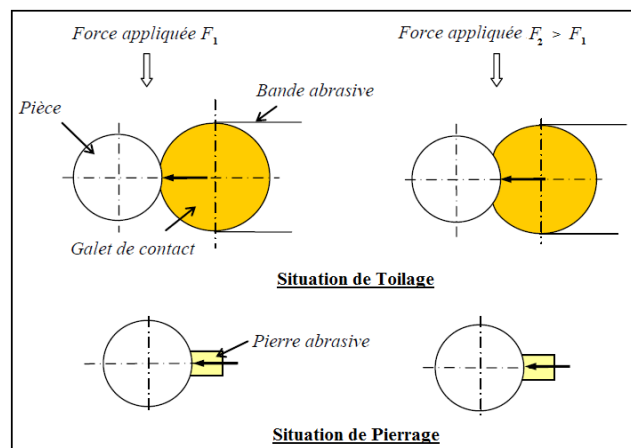 Force appliquée F₁
Force appliquée F₂ > F₁
Bande abrasive
Pièce
Galet de contact
Situation de Toilage
Pierre abrasive
Situation de Pierrage